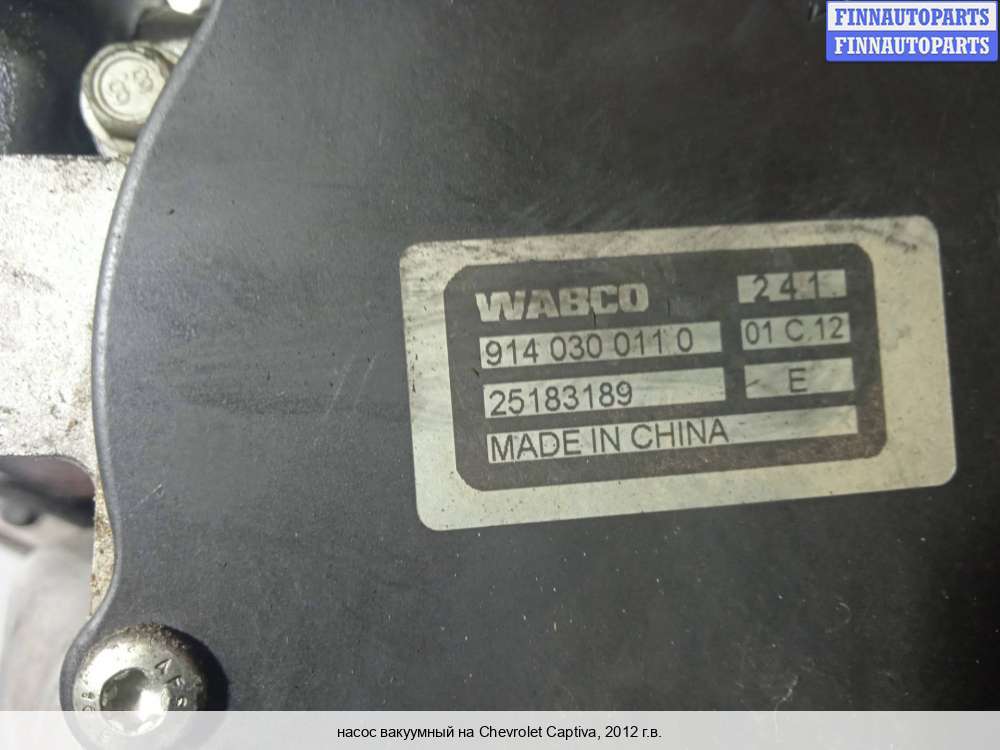 FINNAUTOPARTS
FINNAUTOPARTS
8.8
WABCO
241
914 030 011 0
01 C 12
25183189
E
MADE IN CHINA
насос вакуумный на Chevrolet Captiva, 2012 г.в.